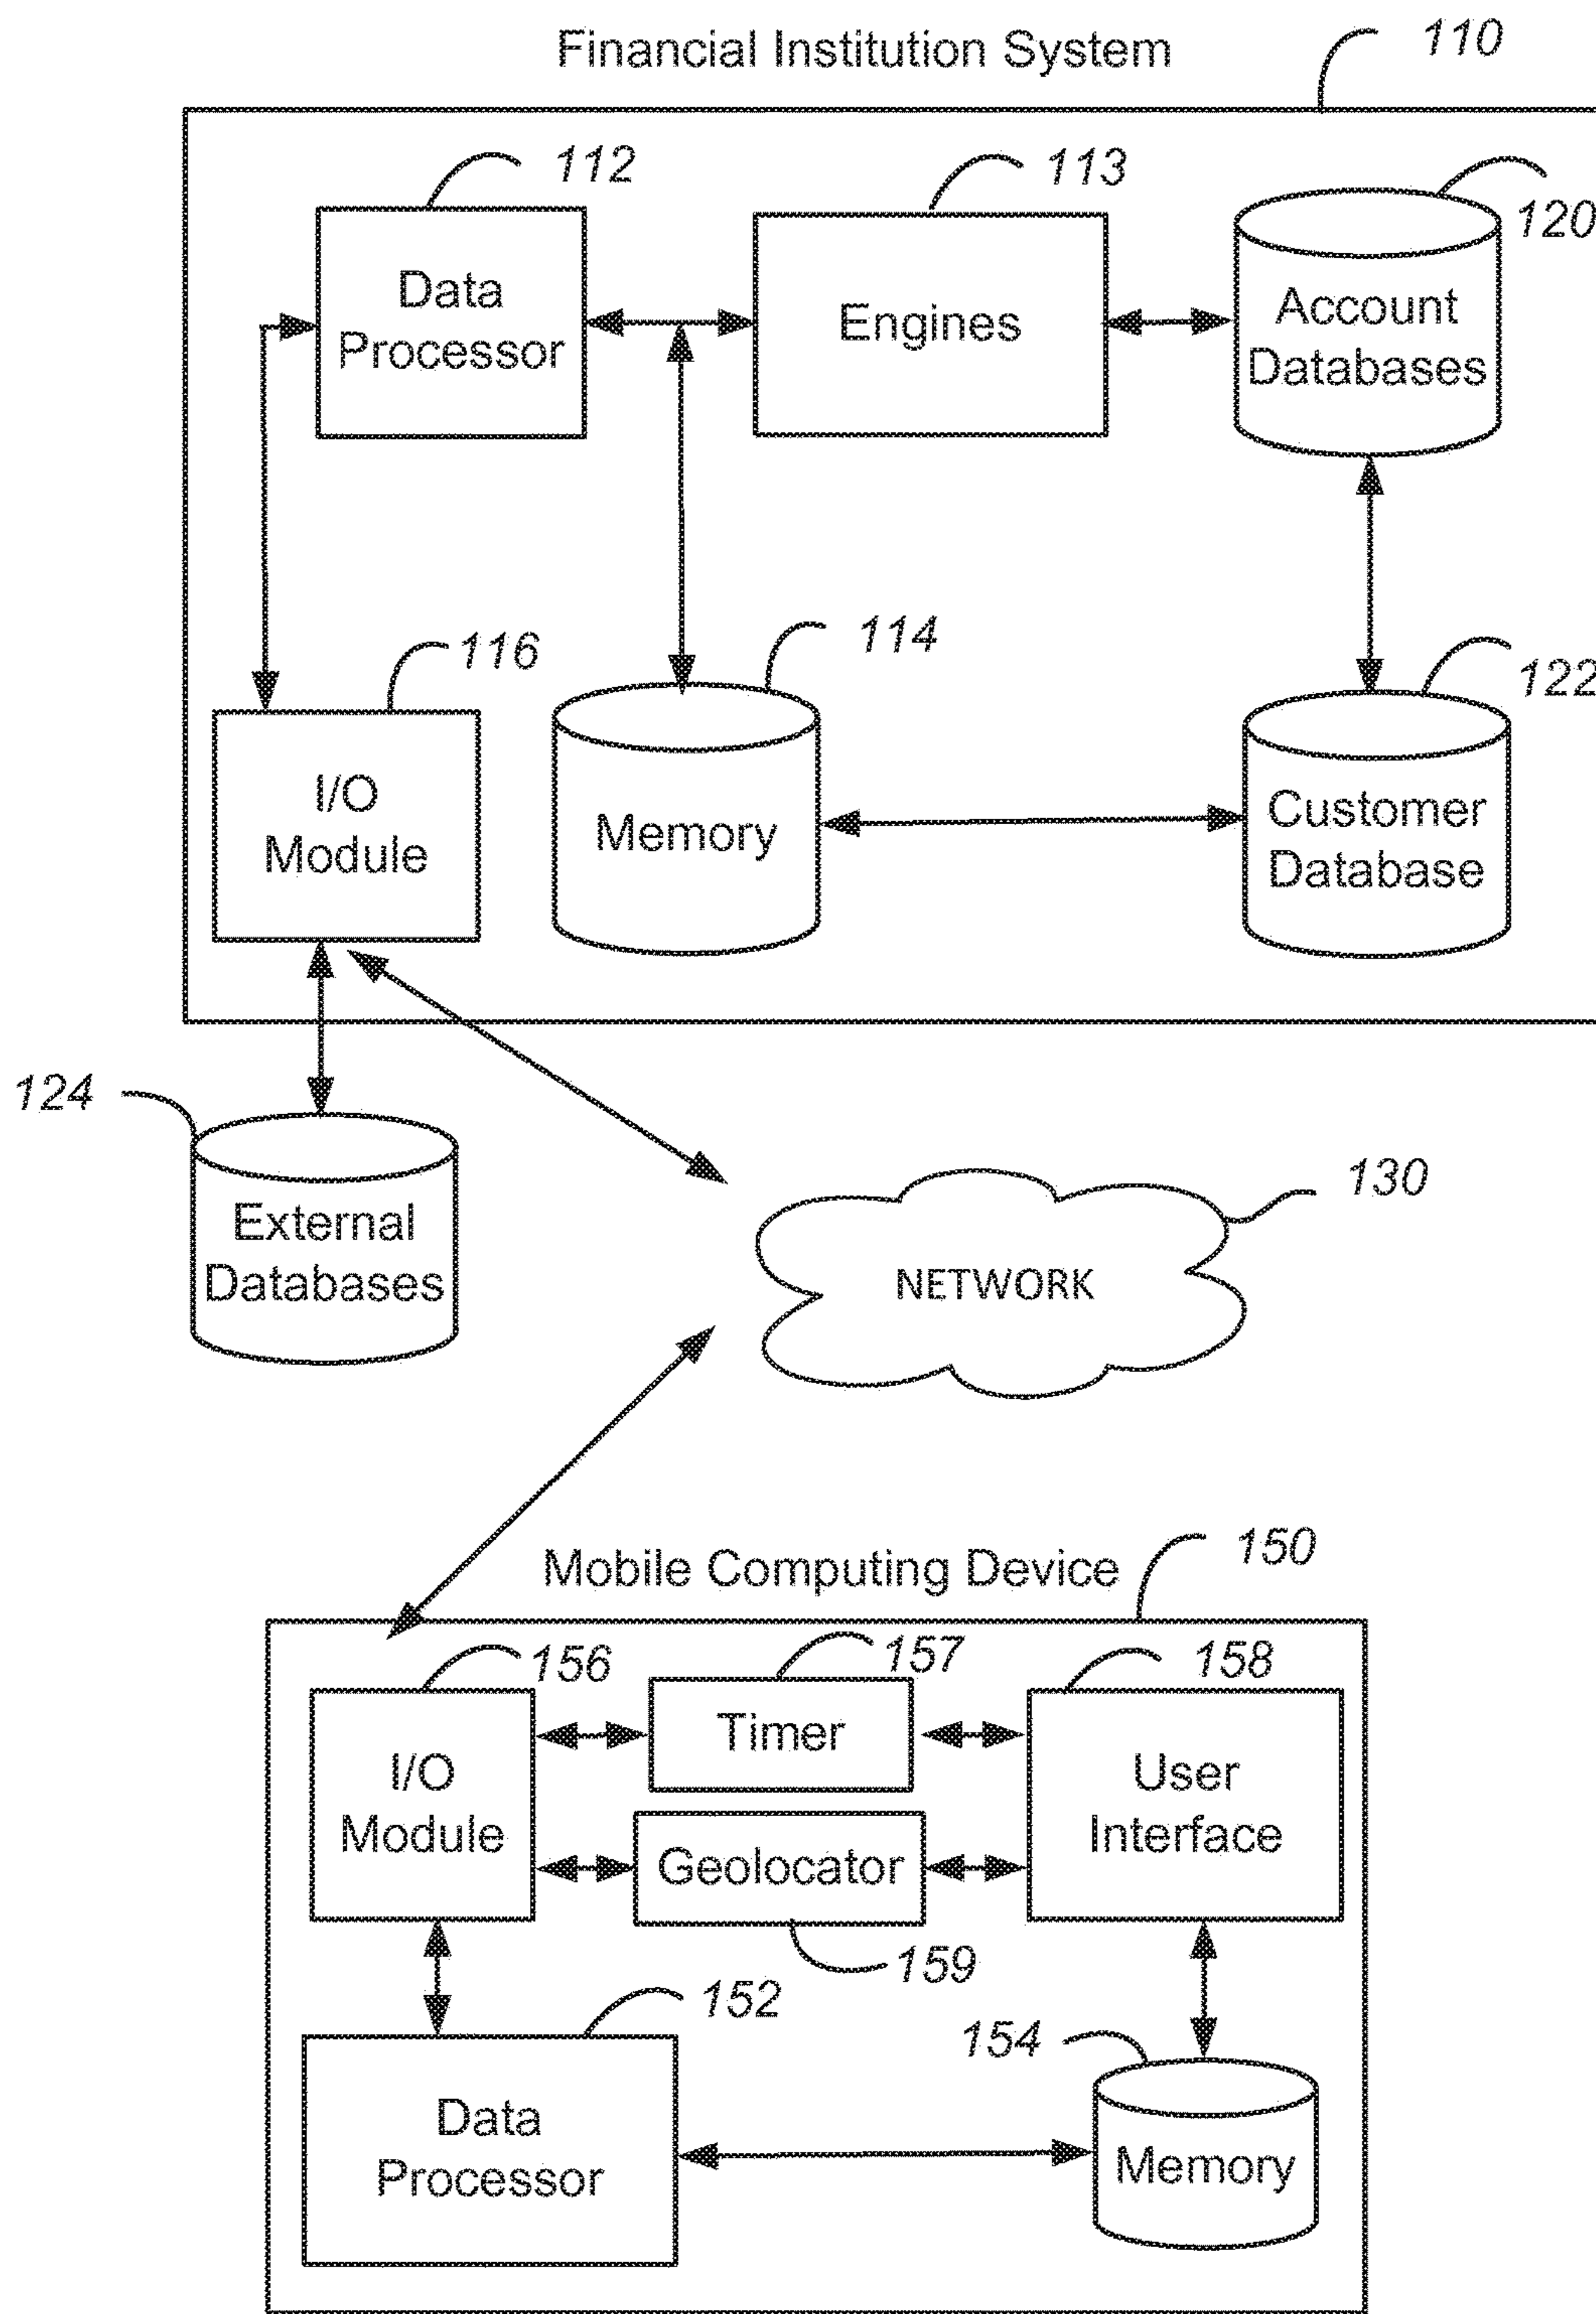 Financial Institution System
110
112
113
120
Data
Processor
Engines
Account
Databases
116
114
122
I/O
Module
Memory
Customer
Database
124
External
Databases
130
NETWORK
Mobile Computing Device
150
156
157
158
I/O
Module
Timer
User
Interface
Geolocator
159
152
154
Data
Processor
Memory